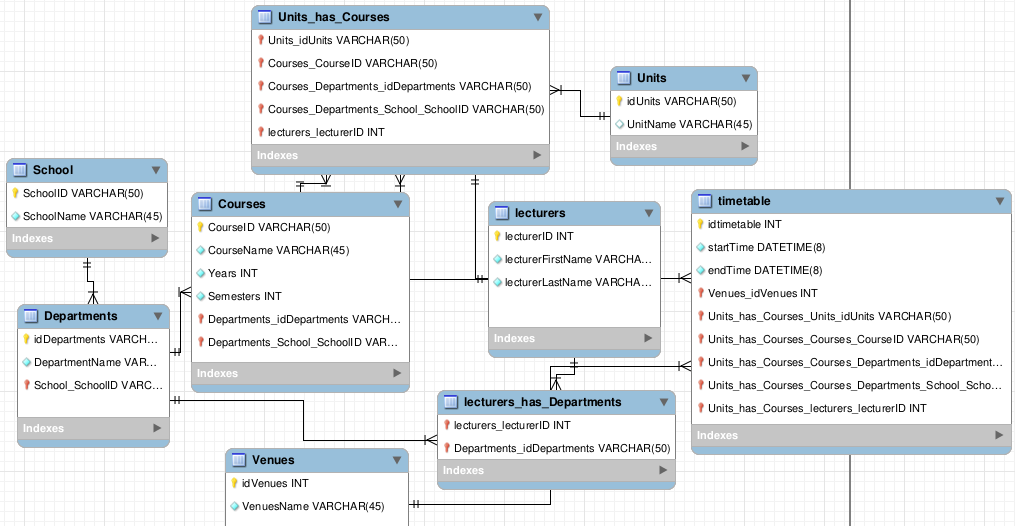 Units_has_Courses
Units_idUnits VARCHAR(50)
Courses_CourseID VARCHAR(50)
Courses_Departments_idDepartments VARCHAR(50)
Courses_Departments_School_SchoolID VARCHAR(50)
lecturers_lecturerID INT
Indexes
Units
idUnits VARCHAR(50)
UnitName VARCHAR(45)
Indexes
School
SchoolID VARCHAR(50)
SchoolName VARCHAR(45)
Indexes
Courses
CourseID VARCHAR(50)
CourseName VARCHAR(45)
Years INT
Semesters INT
Departments_idDepartments VARCH...
Departments_School_SchoolID VAR...
Indexes
lecturers
lecturerID INT
lecturerFirstName VARCHA...
lecturerLastName VARCHA...
Indexes
timetable
idtimetable INT
startTime DATETIME(8)
endTime DATETIME(8)
Venues_idVenues INT
Units_has_Courses_Units_idUnits VARCHAR(50)
Units_has_Courses_Courses_CourseID VARCHAR(50)
Units_has_Courses_Courses_Departments_idDepartment...
Units_has_Courses_Courses_Departments_School_Scho...
Units_has_Courses_lecturers_lecturerID INT
Indexes
Departments
idDepartments VARCH...
DepartmentName VAR...
School_SchoolID VARC...
Indexes
lecturers_has_Departments
lecturers_lecturerID INT
Departments_idDepartments VARCHAR(50)
Indexes
Venues
idVenues INT
VenuesName VARCHAR(45)